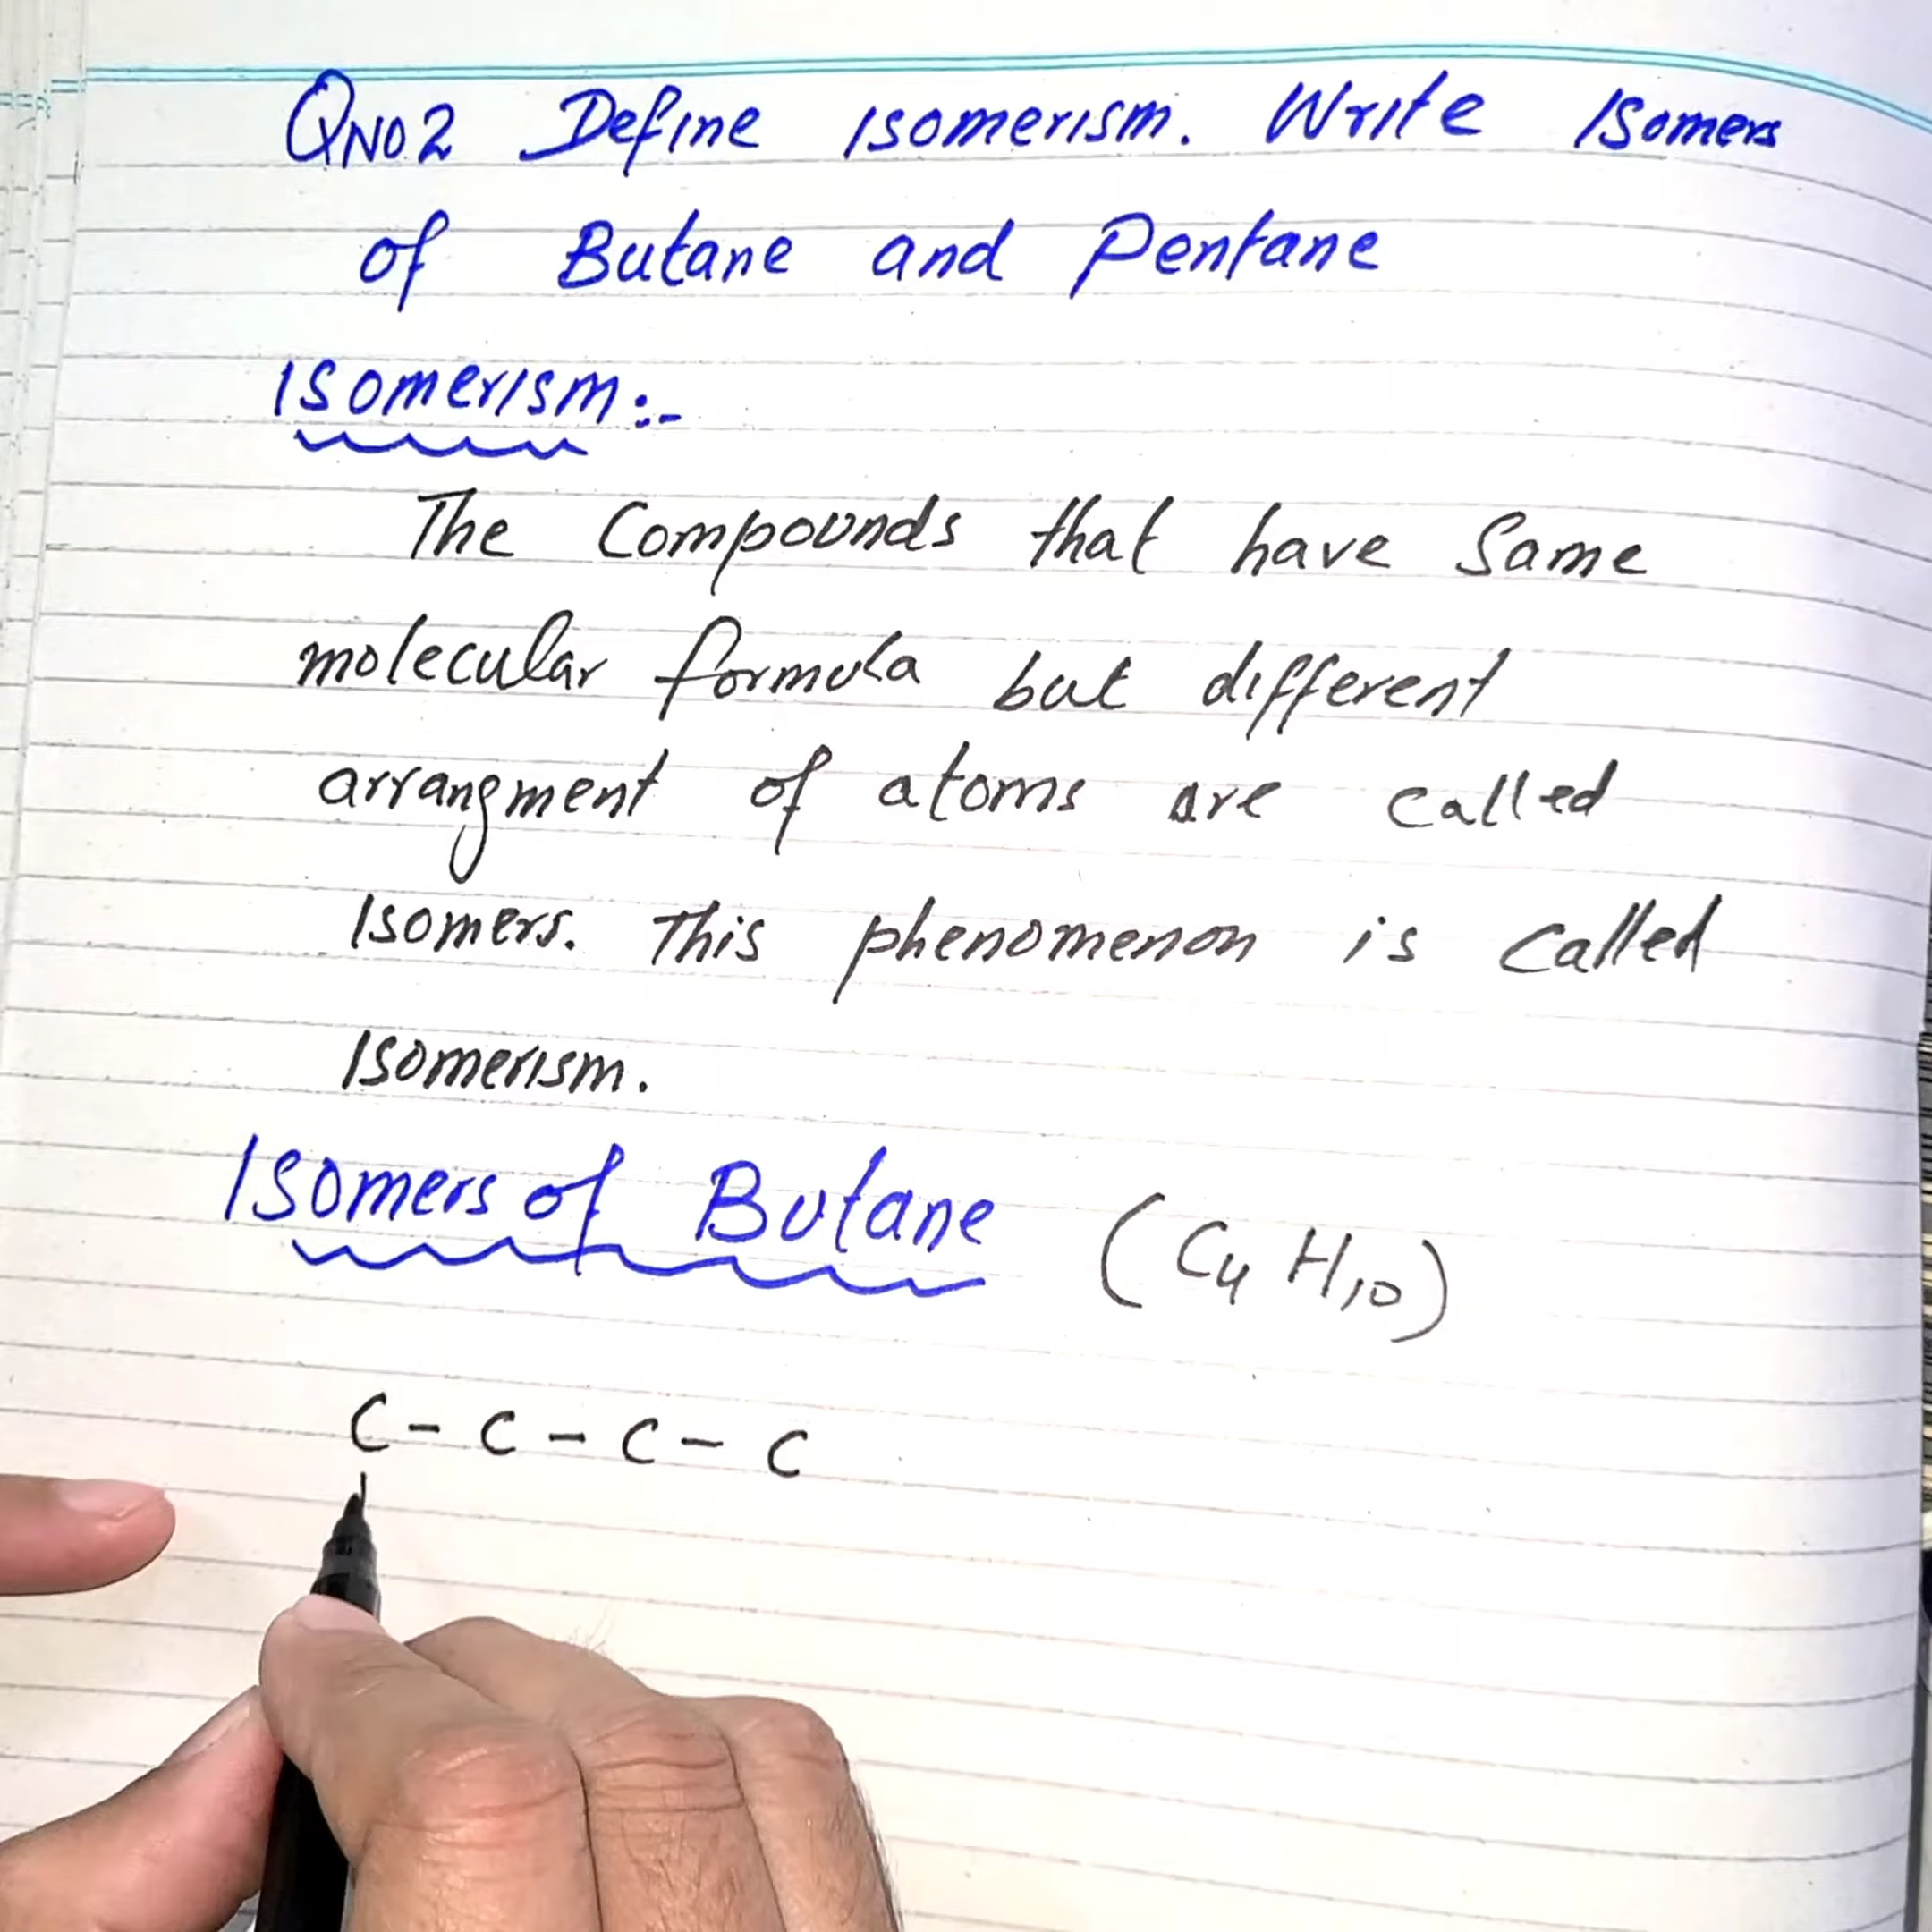 QNo2 Define isomerism. Write Isomers
of Butane and Pentane
Isomerism:-
The Compounds that have Same
molecular formula but different
arrangment of atoms are called
Isomers. This phenomenon is called
Isomerism.
Isomers of Butane (C₄H₁₀)
C - C - C - C